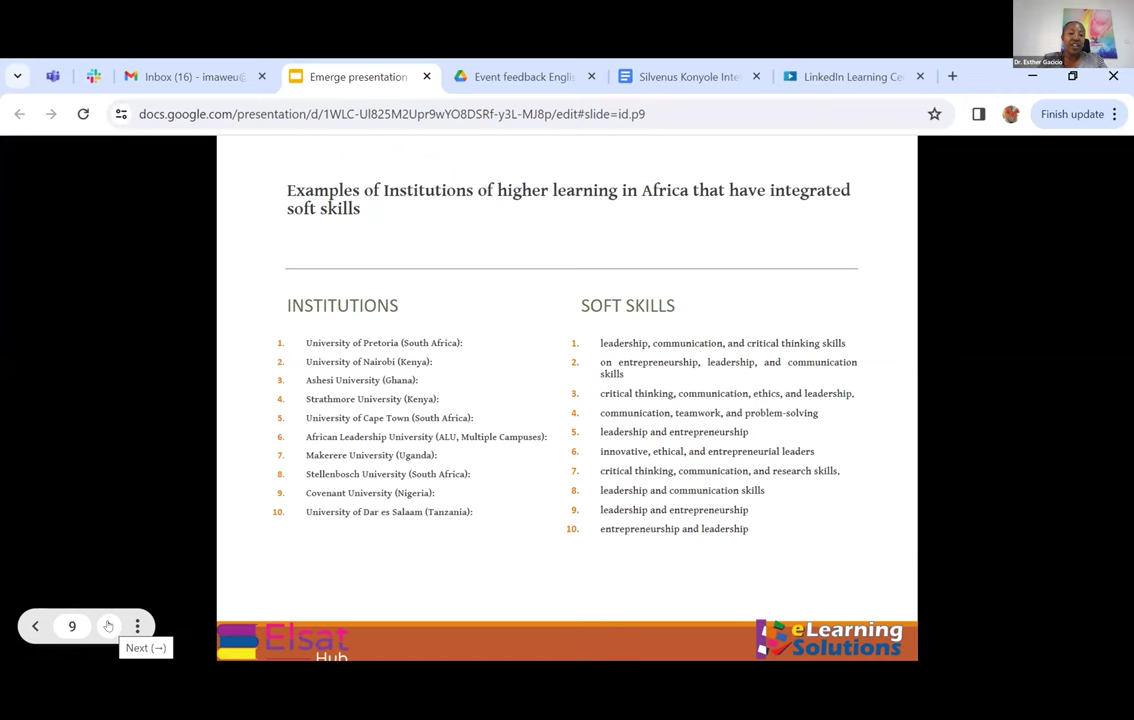 Dr. Esther Gacicio
Inbox (16) - imaweu@
Emerge presentation
Event feedback Englis
Silvenus Konyole Inte
LinkedIn Learning Ce
docs.google.com/presentation/d/1WLC-Ul825M2Upr9wYO8DSRf-y3L-MJ8p/edit#slide=id.p9
Finish update
Examples of Institutions of higher learning in Africa that have integrated
soft skills
INSTITUTIONS
1. University of Pretoria (South Africa):
2. University of Nairobi (Kenya):
3. Ashesi University (Ghana):
4. Strathmore University (Kenya):
5. University of Cape Town (South Africa):
6. African Leadership University (ALU, Multiple Campuses):
7. Makerere University (Uganda):
8. Stellenbosch University (South Africa):
9. Covenant University (Nigeria):
10. University of Dar es Salaam (Tanzania):
SOFT SKILLS
1. leadership, communication, and critical thinking skills
2. on entrepreneurship, leadership, and communication
skills
3. critical thinking, communication, ethics, and leadership.
4. communication, teamwork, and problem-solving
5. leadership and entrepreneurship
6. innovative, ethical, and entrepreneurial leaders
7. critical thinking, communication, and research skills.
8. leadership and communication skills
9. leadership and entrepreneurship
10. entrepreneurship and leadership
9
Next (→)
Elsat
Hub
eLearning
Solutions